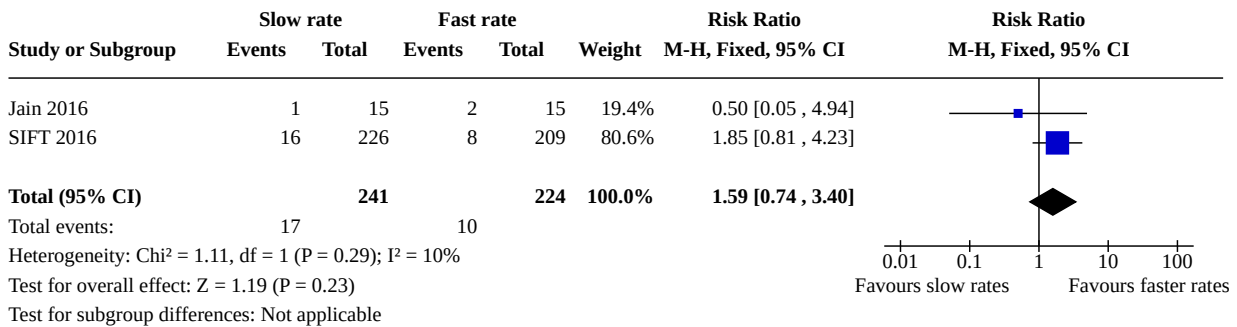 Slow rate Fast rate Risk Ratio Risk Ratio
Study or Subgroup Events Total Events Total Weight M-H, Fixed, 95% CI M-H, Fixed, 95% CI
Jain 2016 1 15 2 15 19.4% 0.50 [0.05 , 4.94]
SIFT 2016 16 226 8 209 80.6% 1.85 [0.81 , 4.23]
Total (95% CI) 241 224 100.0% 1.59 [0.74 , 3.40]
Total events: 17 10
Heterogeneity: Chi² = 1.11, df = 1 (P = 0.29); I² = 10%
0.01 0.1 1 10 100
Test for overall effect: Z = 1.19 (P = 0.23) Favours slow rates Favours faster rates
Test for subgroup differences: Not applicable